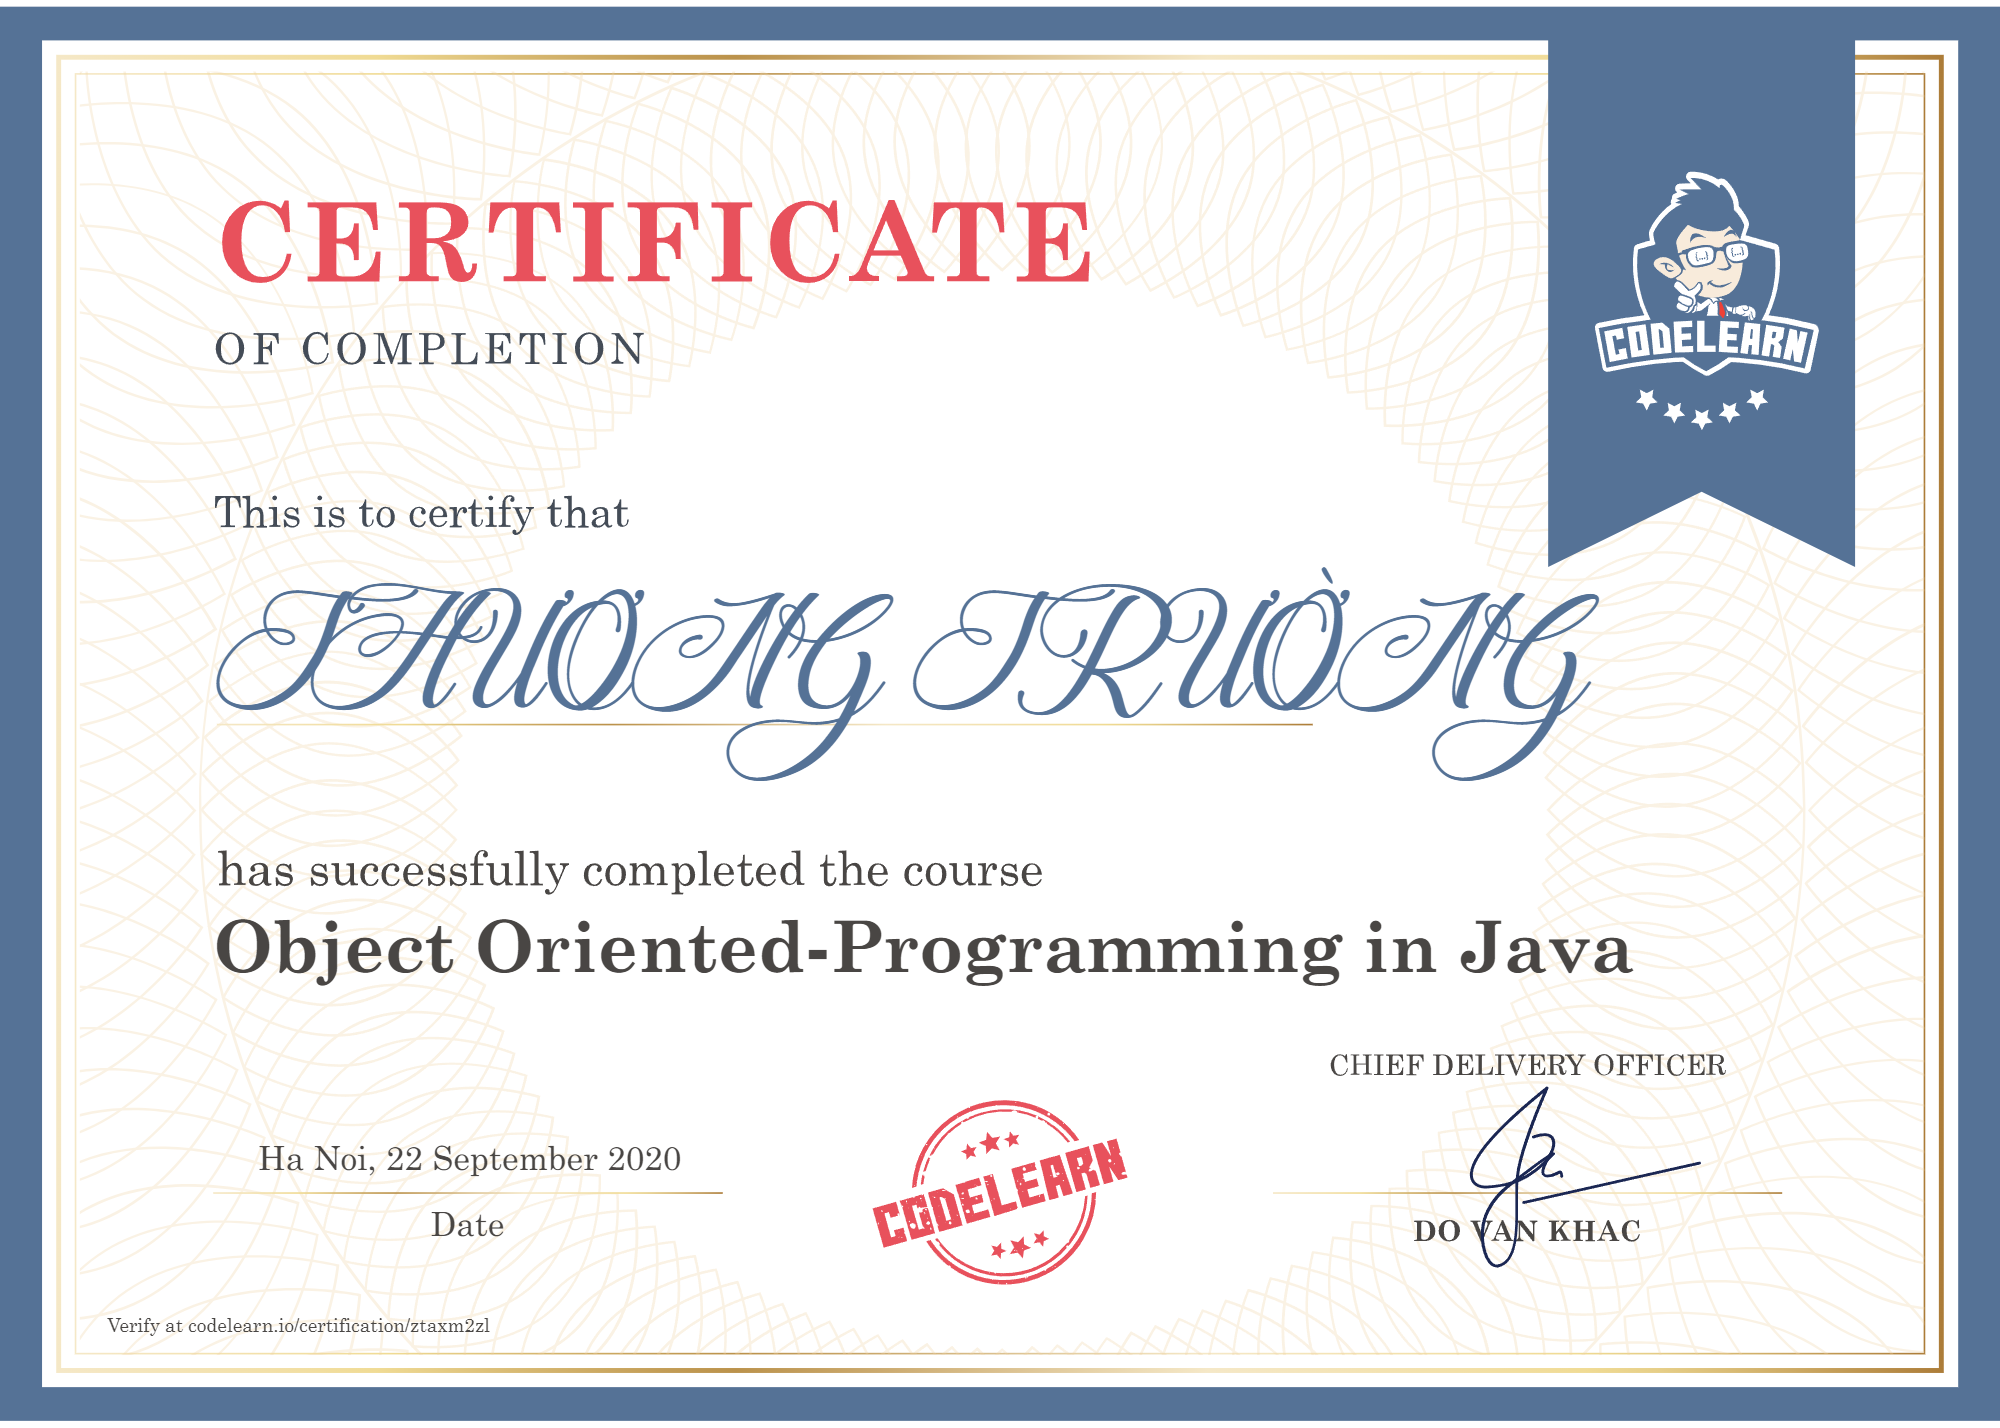 CERTIFICATE
OF COMPLETION
CODELEARN
This is to certify that
THƯƠNG TRƯỜNG
has successfully completed the course
Object Oriented-Programming in Java
CHIEF DELIVERY OFFICER
Ha Noi, 22 September 2020
Date
CODELEARN
DO VAN KHAC
Verify at codelearn.io/certification/ztaxm2zl